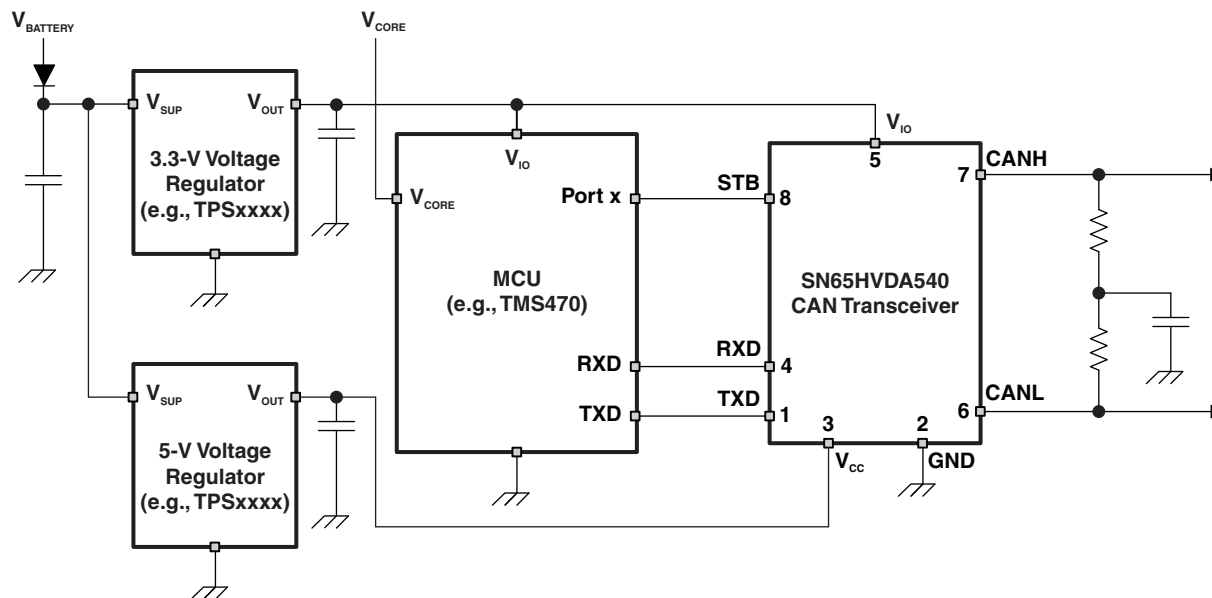 VBATTERY
VCORE
VSUP
VOUT
3.3-V Voltage
Regulator
(e.g., TPSxxxx)
VIO
VCORE
Port x
MCU
(e.g., TMS470)
RXD
TXD
STB
RXD
TXD
VIO
5
8
7
CANH
SN65HVDA540
CAN Transceiver
4
1
6
CANL
3
2
VCC
GND
VSUP
VOUT
5-V Voltage
Regulator
(e.g., TPSxxxx)